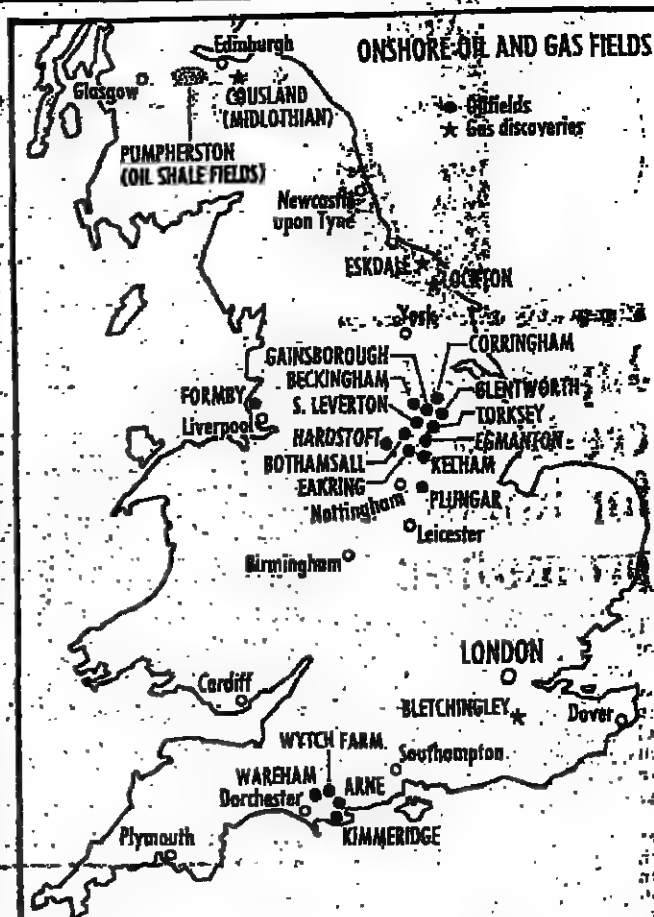 ONSHORE OIL AND GAS FIELDS
Oilfields
Gas discoveries
Edinburgh
Glasgow
COUSLAND
(MIDLOTHIAN)
PUMPHERSTON
(OIL SHALE FIELDS)
Newcastle
upon Tyne
ESKDALE
LOCKTON
York
CORRINGHAM
GAINSBOROUGH
BECKINGHAM
GLENTWORTH
FORMBY
S. LEVERTON
TORKSEY
Liverpool
HARDSTOFT
EGMANTON
BOTHAMSALL
KELHAM
EAKRING
Nottingham
PLUNGAR
Leicester
Birmingham
LONDON
Cardiff
BLETCHINGLEY
Dover
WYTCH FARM.
Southampton
WAREHAM
ARNE
Dorchester
KIMMERIDGE
Plymouth